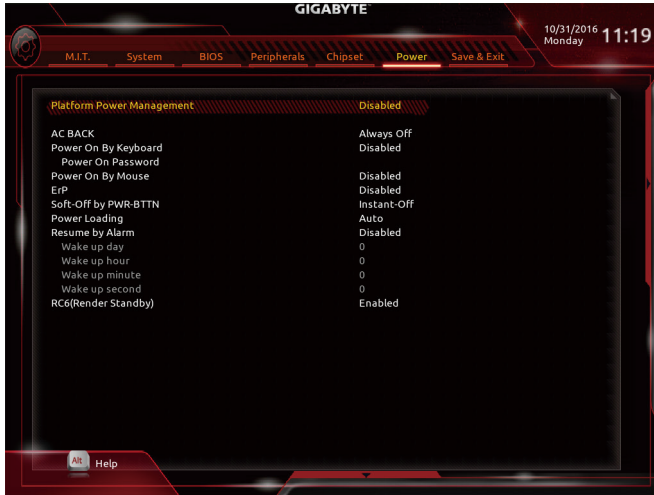 GIGABYTE
10/31/2016 11:19
Monday
M.I.T. System BIOS Peripherals Chipset Power Save & Exit
Platform Power Management Disabled
AC BACK Always Off
Power On By Keyboard Disabled
Power On Password
Power On By Mouse Disabled
ErP Disabled
Soft-Off by PWR-BTTN Instant-Off
Power Loading Auto
Resume by Alarm Disabled
Wake up day 0
Wake up hour 0
Wake up minute 0
Wake up second 0
RC6(Render Standby) Enabled
Alt Help